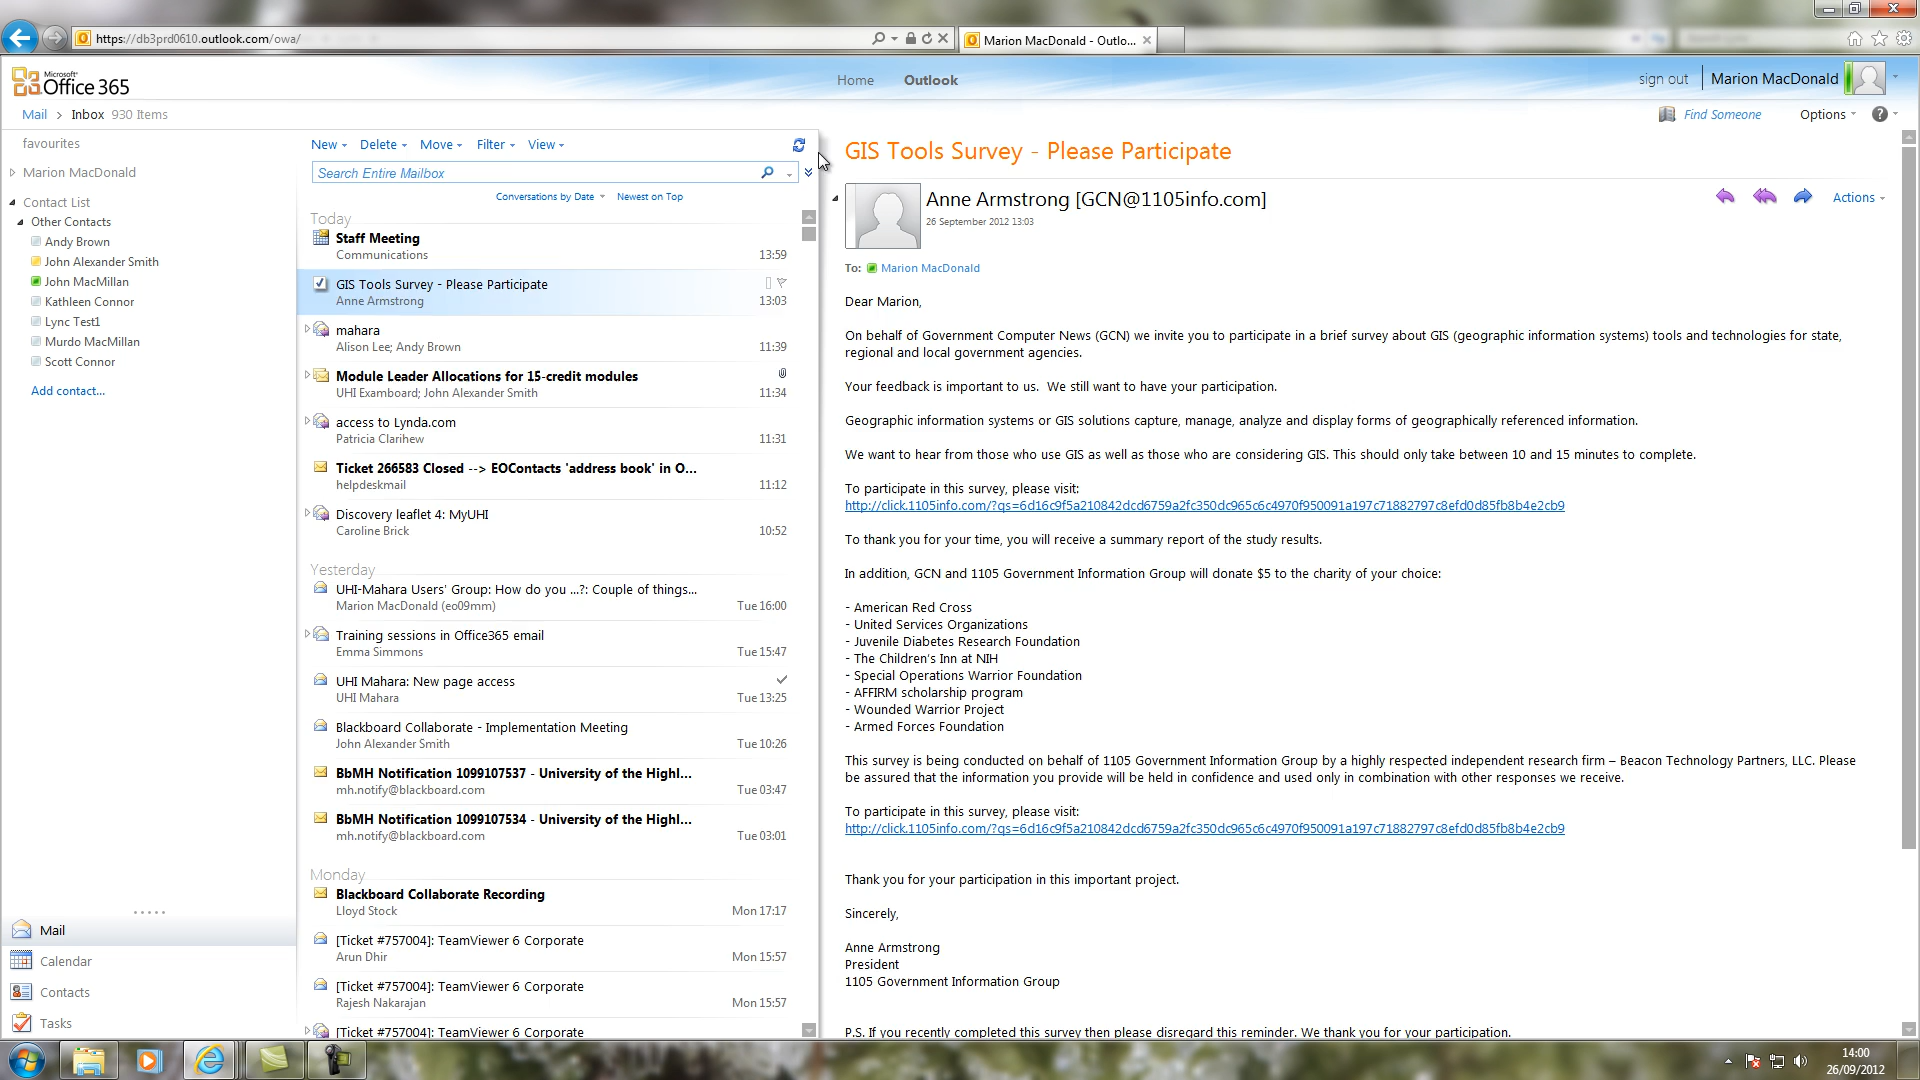 https://db3prd0610.outlook.com/owa/
Marion MacDonald - Outlo...
Microsoft
Office 365
Home
Outlook
sign out
Marion MacDonald
Mail > Inbox 930 Items
Find Someone
Options
favourites
Marion MacDonald
Contact List
Other Contacts
Andy Brown
John Alexander Smith
John MacMillan
Kathleen Connor
Lync Test1
Murdo MacMillan
Scott Connor
Add contact...
Mail
Calendar
Contacts
Tasks
New
Delete
Move
Filter
View
Search Entire Mailbox
Conversations by Date
Newest on Top
Today
Staff Meeting
Communications 13:59
GIS Tools Survey - Please Participate
Anne Armstrong 13:03
mahara
Alison Lee; Andy Brown 11:39
Module Leader Allocations for 15-credit modules
UHI Examboard; John Alexander Smith 11:34
access to Lynda.com
Patricia Clarihew 11:31
Ticket 266583 Closed --> EOContacts 'address book' in O...
helpdeskmail 11:12
Discovery leaflet 4: MyUHI
Caroline Brick 10:52
Yesterday
UHI-Mahara Users' Group: How do you ...?: Couple of things...
Marion MacDonald (eo09mm) Tue 16:00
Training sessions in Office365 email
Emma Simmons Tue 15:47
UHI Mahara: New page access
UHI Mahara Tue 13:25
Blackboard Collaborate - Implementation Meeting
John Alexander Smith Tue 10:26
BbMH Notification 1099107537 - University of the Highl...
mh.notify@blackboard.com Tue 03:47
BbMH Notification 1099107534 - University of the Highl...
mh.notify@blackboard.com Tue 03:01
Monday
Blackboard Collaborate Recording
Lloyd Stock Mon 17:17
[Ticket #757004]: TeamViewer 6 Corporate
Arun Dhir Mon 15:57
[Ticket #757004]: TeamViewer 6 Corporate
Rajesh Nakarajan Mon 15:57
[Ticket #757004]: TeamViewer 6 Corporate
GIS Tools Survey - Please Participate
Anne Armstrong [GCN@1105info.com]
26 September 2012 13:03
Actions
To: Marion MacDonald
Dear Marion,
On behalf of Government Computer News (GCN) we invite you to participate in a brief survey about GIS (geographic information systems) tools and technologies for state,
regional and local government agencies.
Your feedback is important to us. We still want to have your participation.
Geographic information systems or GIS solutions capture, manage, analyze and display forms of geographically referenced information.
We want to hear from those who use GIS as well as those who are considering GIS. This should only take between 10 and 15 minutes to complete.
To participate in this survey, please visit:
http://click.1105info.com/?qs=6d16c9f5a210842dcd6759a2fc350dc965c6c4970f950091a197c71882797c8efd0d85fb8b4e2cb9
To thank you for your time, you will receive a summary report of the study results.
In addition, GCN and 1105 Government Information Group will donate $5 to the charity of your choice:
- American Red Cross
- United Services Organizations
- Juvenile Diabetes Research Foundation
- The Children's Inn at NIH
- Special Operations Warrior Foundation
- AFFIRM scholarship program
- Wounded Warrior Project
- Armed Forces Foundation
This survey is being conducted on behalf of 1105 Government Information Group by a highly respected independent research firm – Beacon Technology Partners, LLC. Please
be assured that the information you provide will be held in confidence and used only in combination with other responses we receive.
To participate in this survey, please visit:
http://click.1105info.com/?qs=6d16c9f5a210842dcd6759a2fc350dc965c6c4970f950091a197c71882797c8efd0d85fb8b4e2cb9
Thank you for your participation in this important project.
Sincerely,
Anne Armstrong
President
1105 Government Information Group
P.S. If you recently completed this survey then please disregard this reminder. We thank you for your participation.
14:00
26/09/2012